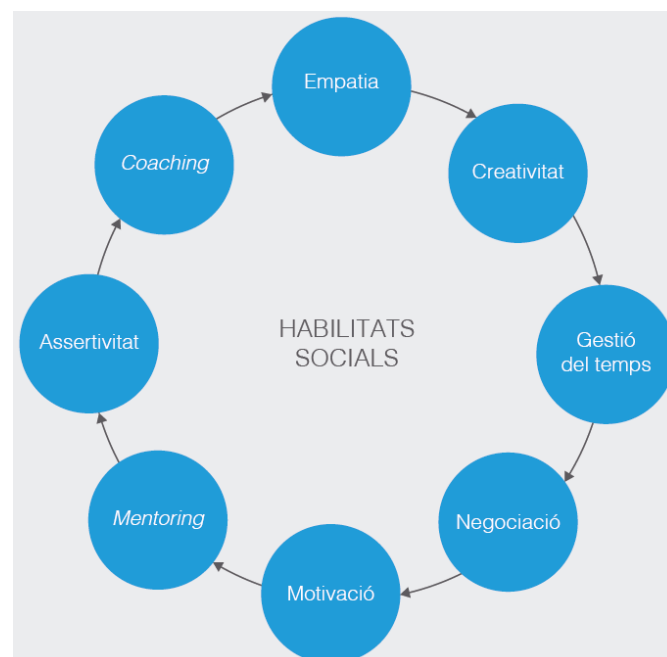 Empatia
Creativitat
Gestió
del temps
Negociació
Motivació
Mentoring
Assertivitat
Coaching
HABILITATS
SOCIALS